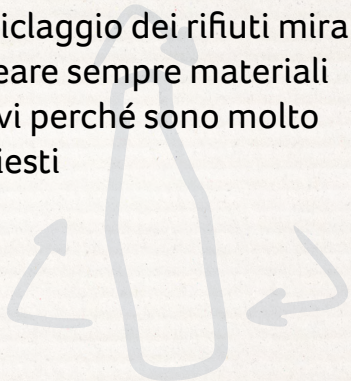 iclaggio dei rifiuti mira
eare sempre materiali
vi perché sono molto
iesti